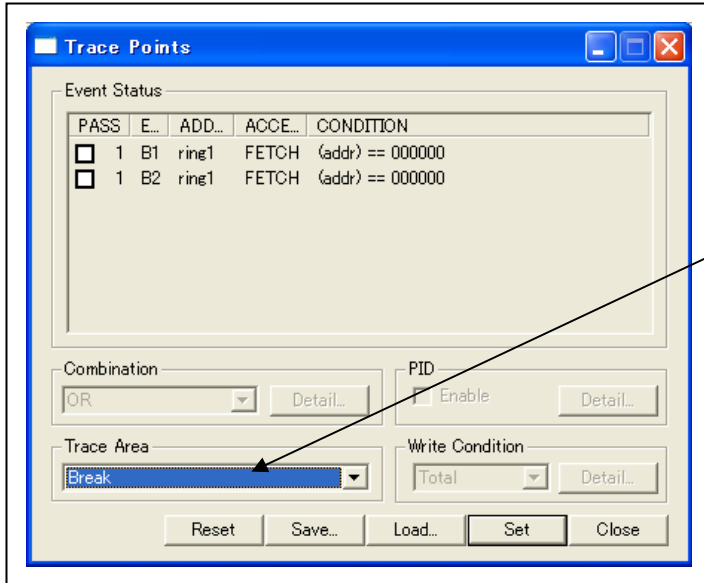 Trace Points
Event Status
PASS E... ADD... ACCE... CONDITION
1 B1 ring1 FETCH (addr) == 000000
1 B2 ring1 FETCH (addr) == 000000
Combination
OR Detail...
PID
Enable Detail...
Trace Area
Break
Write Condition
Total Detail...
Reset Save... Load... Set Close